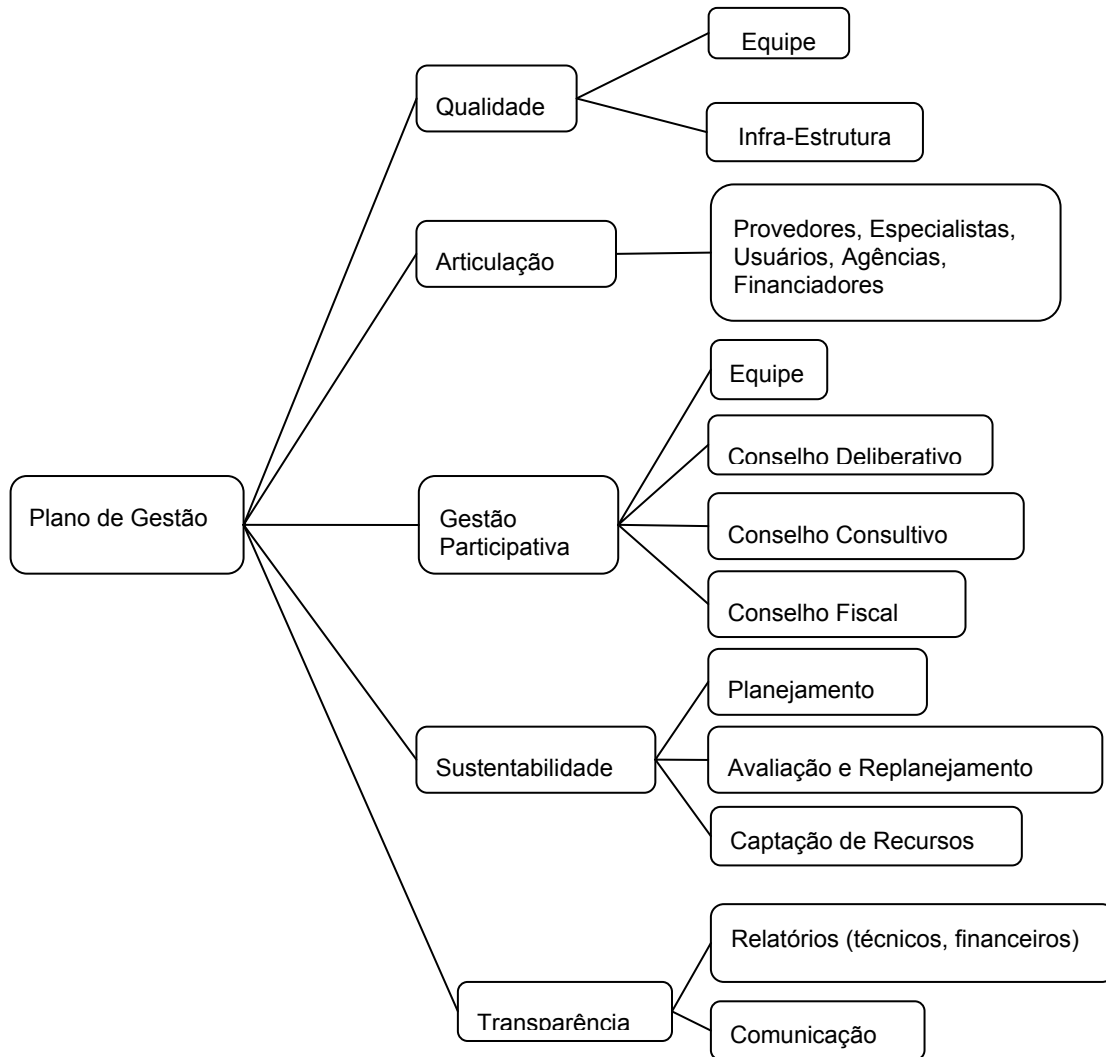 Equipe
Qualidade
Infra-Estrutura
Articulação
Provedores, Especialistas,
Usuários, Agências,
Financiadores
Equipe
Conselho Deliberativo
Plano de Gestão
Gestão
Participativa
Conselho Consultivo
Conselho Fiscal
Planejamento
Sustentabilidade
Avaliação e Replanejamento
Captação de Recursos
Relatórios (técnicos, financeiros)
Transparência
Comunicação